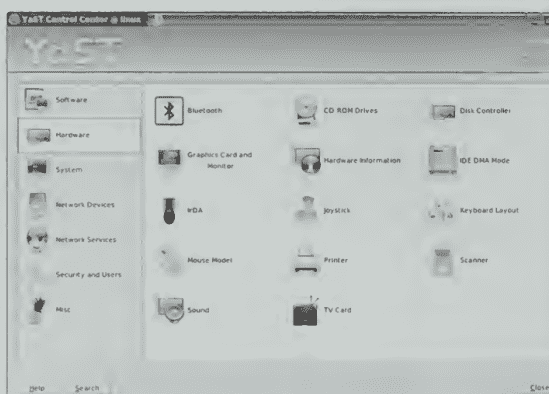 YaST Control Center @ linux
YaST
Software
Hardware
System
Network Devices
Network Services
Security and Users
Misc
Bluetooth
CD ROM Drives
Disk Controller
Graphics Card and
Monitor
Hardware Information
IDE DMA Mode
IrDA
Joystick
Keyboard Layout
Mouse Model
Printer
Scanner
Sound
TV Card
Help
Search
Close